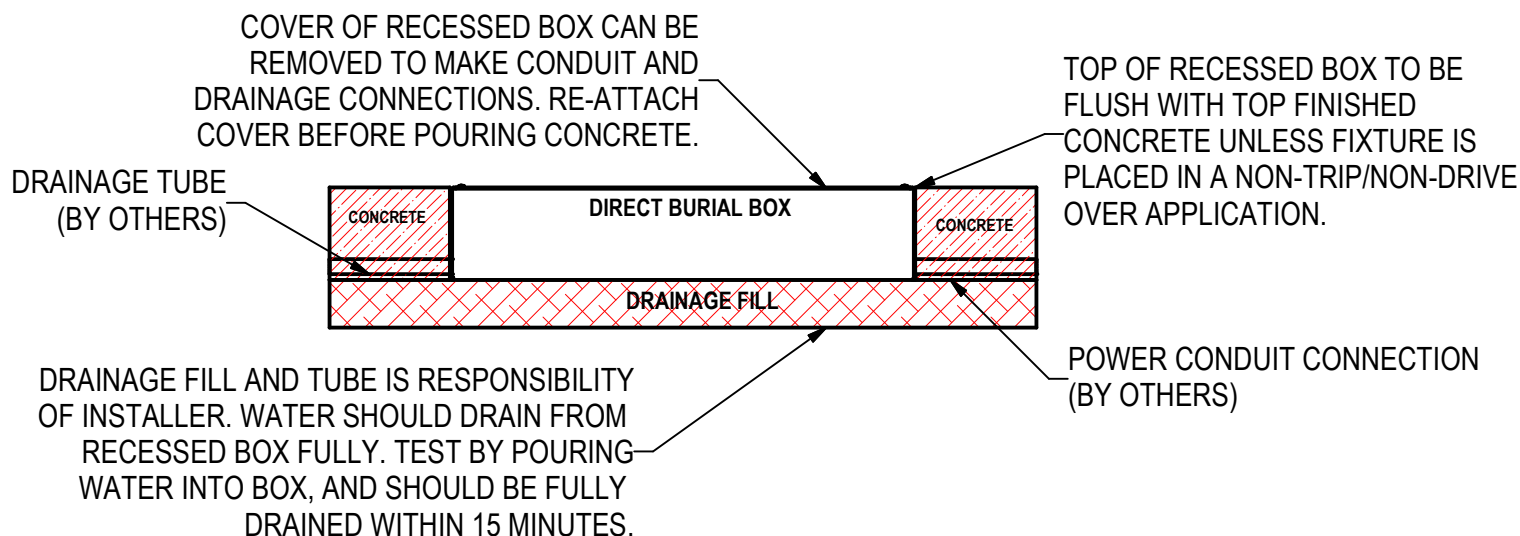 COVER OF RECESSED BOX CAN BE
REMOVED TO MAKE CONDUIT AND
DRAINAGE CONNECTIONS. RE-ATTACH
COVER BEFORE POURING CONCRETE.
TOP OF RECESSED BOX TO BE
FLUSH WITH TOP FINISHED
CONCRETE UNLESS FIXTURE IS
PLACED IN A NON-TRIP/NON-DRIVE
OVER APPLICATION.
DRAINAGE TUBE
(BY OTHERS)
CONCRETE
DIRECT BURIAL BOX
CONCRETE
DRAINAGE FILL
DRAINAGE FILL AND TUBE IS RESPONSIBILITY
OF INSTALLER. WATER SHOULD DRAIN FROM
RECESSED BOX FULLY. TEST BY POURING
WATER INTO BOX, AND SHOULD BE FULLY
DRAINED WITHIN 15 MINUTES.
POWER CONDUIT CONNECTION
(BY OTHERS)